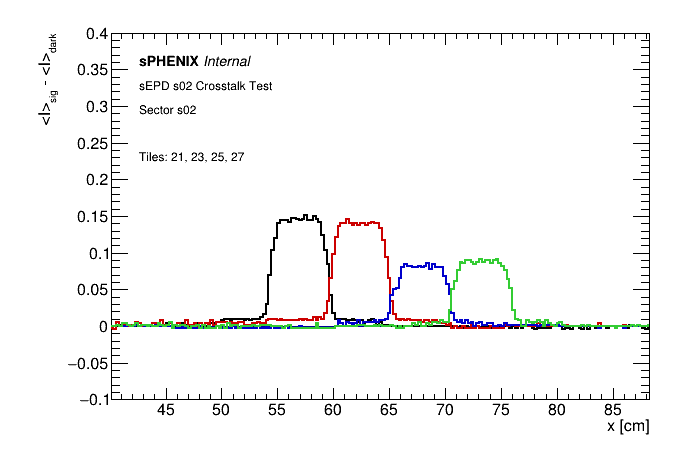 <I>sig - <I>dark
0.4
0.35
0.3
0.25
0.2
0.15
0.1
0.05
0
−0.05
−0.1
sPHENIX Internal
sEPD s02 Crosstalk Test
Sector s02
Tiles: 21, 23, 25, 27
45 50 55 60 65 70 75 80 85
x [cm]